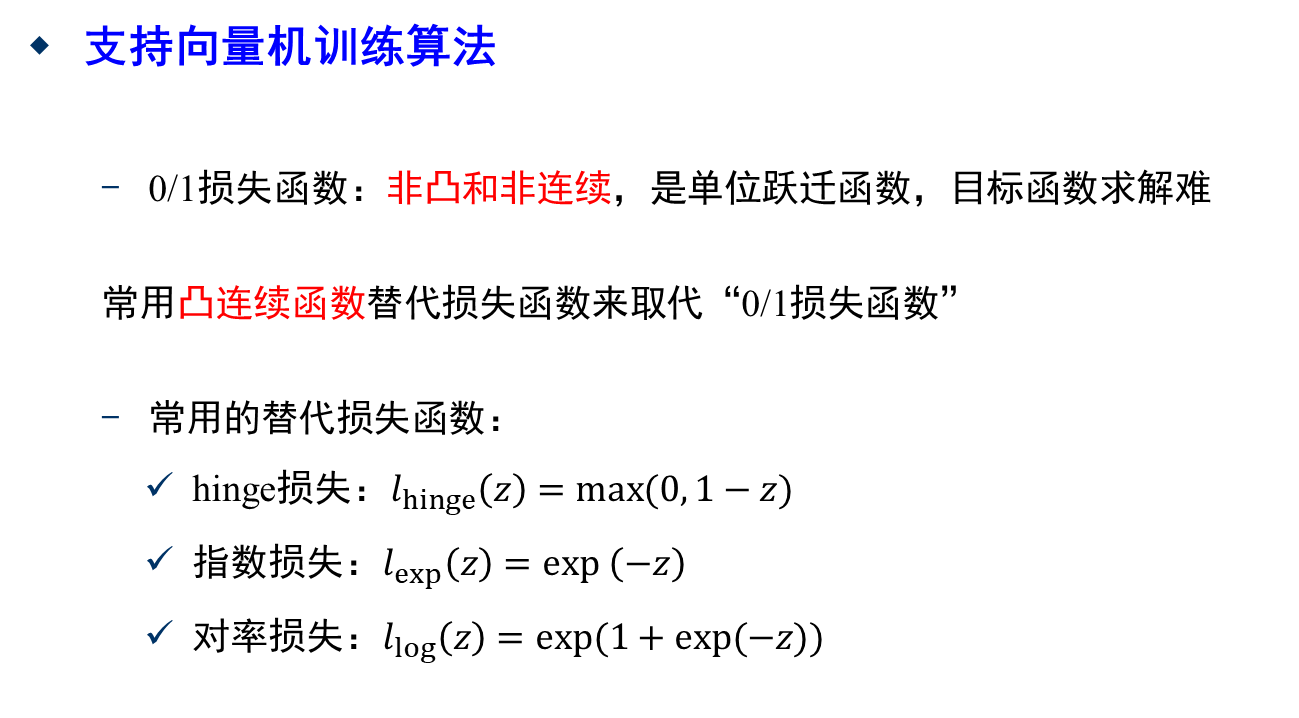 ◆ 支持向量机训练算法
− 0/1损失函数：非凸和非连续，是单位跃迁函数，目标函数求解难
常用凸连续函数替代损失函数来取代“0/1损失函数”
− 常用的替代损失函数：
✓ hinge损失：l_hinge(z) = max(0, 1 − z)
✓ 指数损失：l_exp(z) = exp (−z)
✓ 对率损失：l_log(z) = exp(1 + exp(−z))